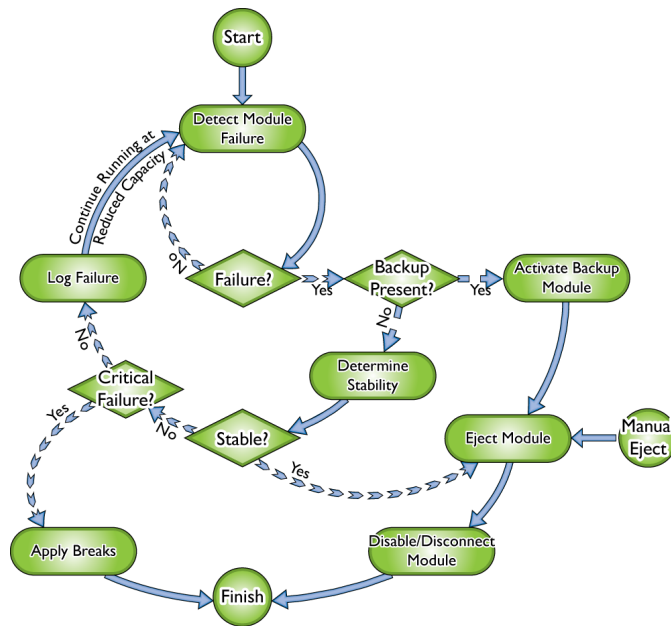 Start
Detect Module
Failure
Continue Running at
Reduced Capacity
No
Failure?
Yes
Backup
Present?
Yes
Activate Backup
Module
Log Failure
No
No
Determine
Stability
Critical
Failure?
Yes
No
Stable?
Yes
Eject Module
Manual
Eject
Apply Breaks
Disable/Disconnect
Module
Finish